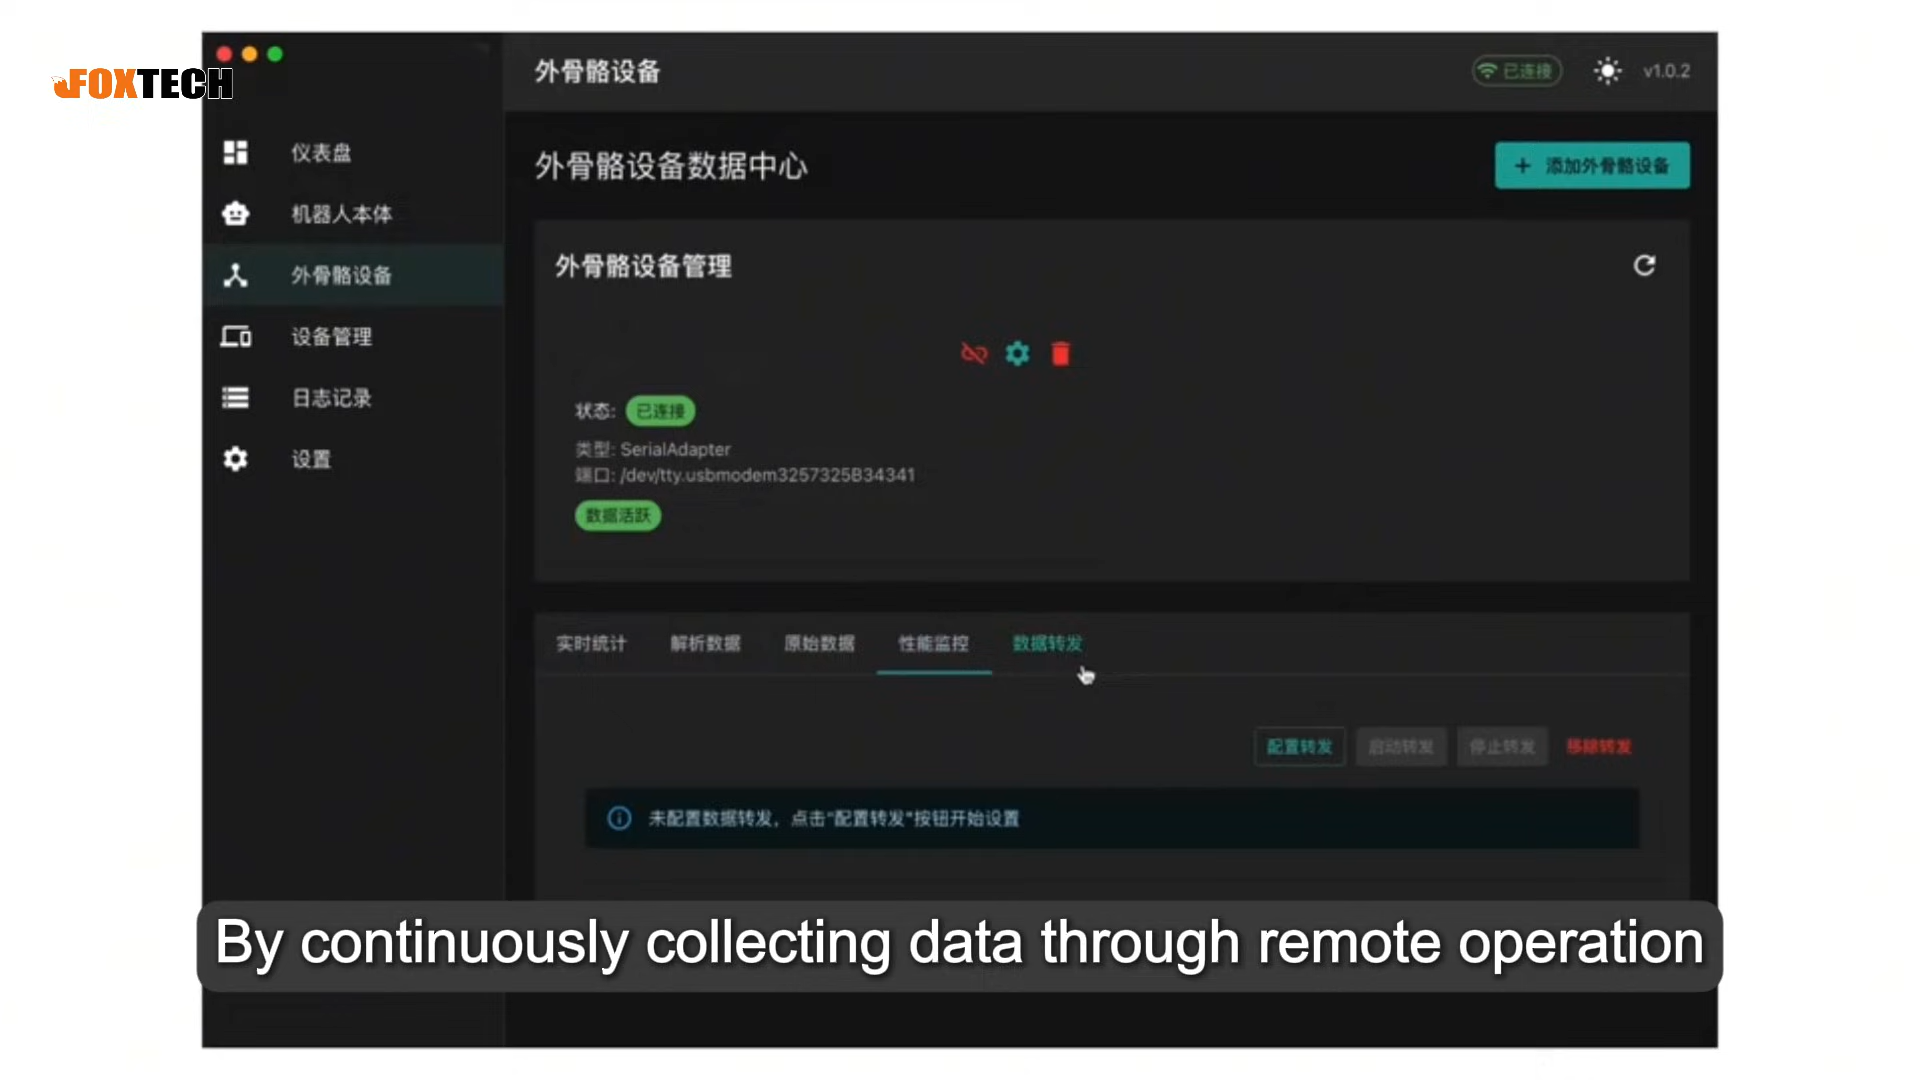 FOXTECH
外骨骼设备
已连接
v1.0.2
仪表盘
机器人本体
外骨骼设备
设备管理
日志记录
设置
外骨骼设备数据中心
+ 添加外骨骼设备
外骨骼设备管理
状态: 已连接
类型: SerialAdapter
端口: /dev/tty.usbmodem3257325B34341
数据活跃
实时统计 解析数据 原始数据 性能监控 数据转发
配置转发 启动转发 停止转发 移除转发
未配置数据转发，点击"配置转发"按钮开始设置
By continuously collecting data through remote operation